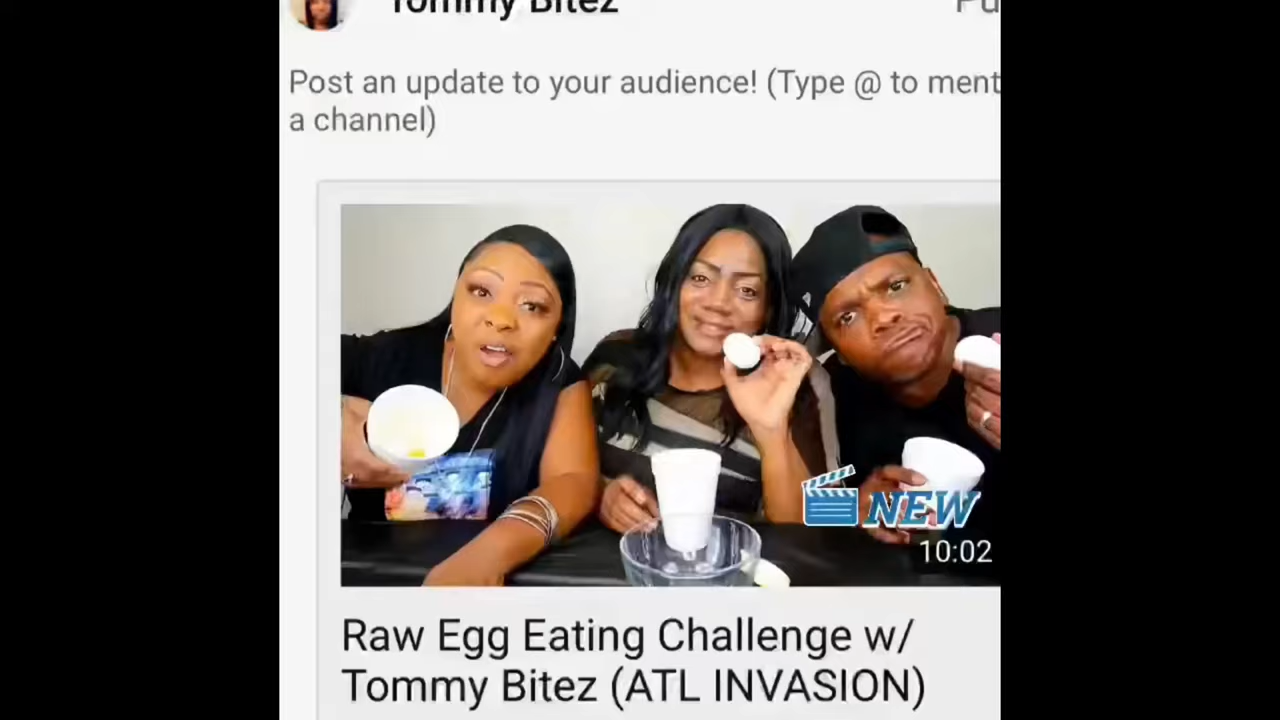 Tommy Bitez
Post an update to your audience! (Type @ to ment
a channel)
NEW
10:02
Raw Egg Eating Challenge w/
Tommy Bitez (ATL INVASION)